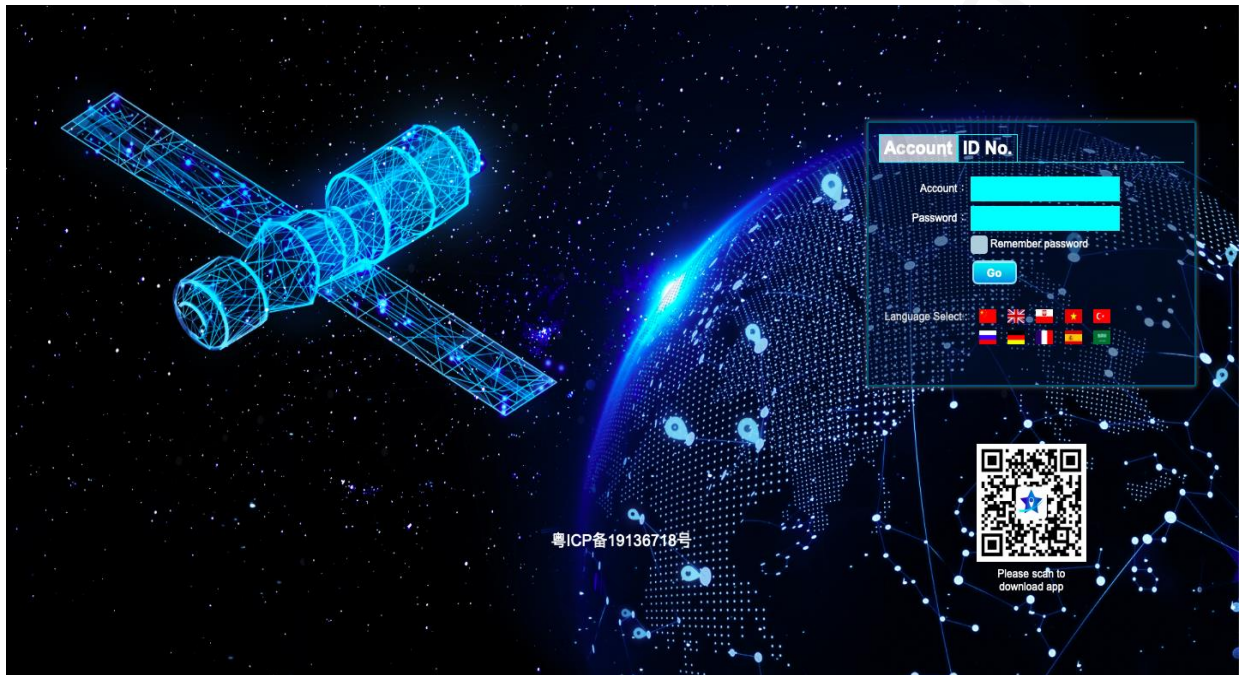 Account ID No.
Account :
Password :
Remember password
Go
Language Select:
粤ICP备19136718号
Please scan to
download app